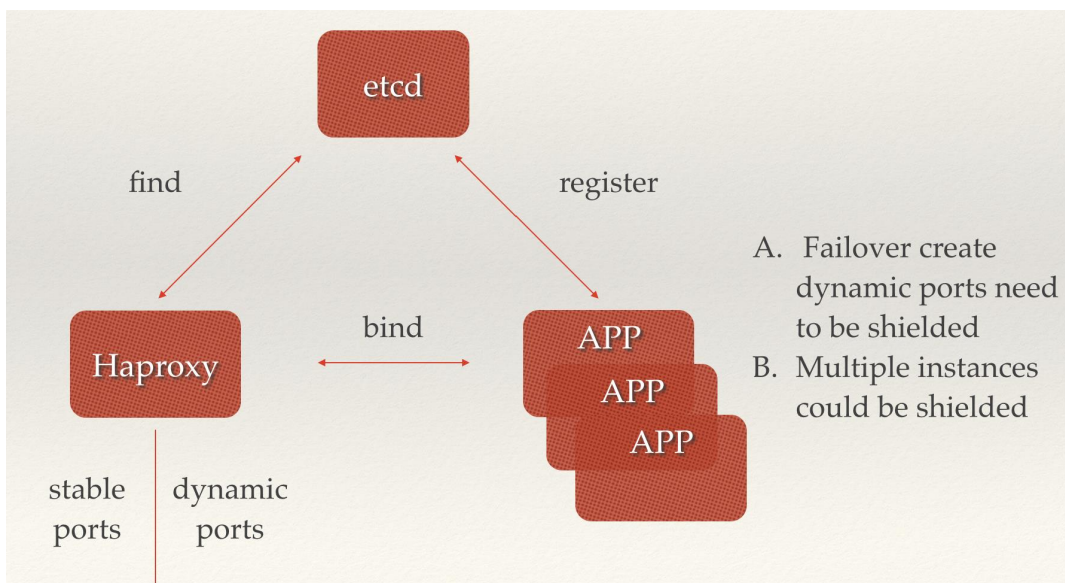 etcd
find
register
Haproxy
bind
APP
APP
APP
A. Failover create
dynamic ports need
to be shielded
B. Multiple instances
could be shielded
stable
ports
dynamic
ports